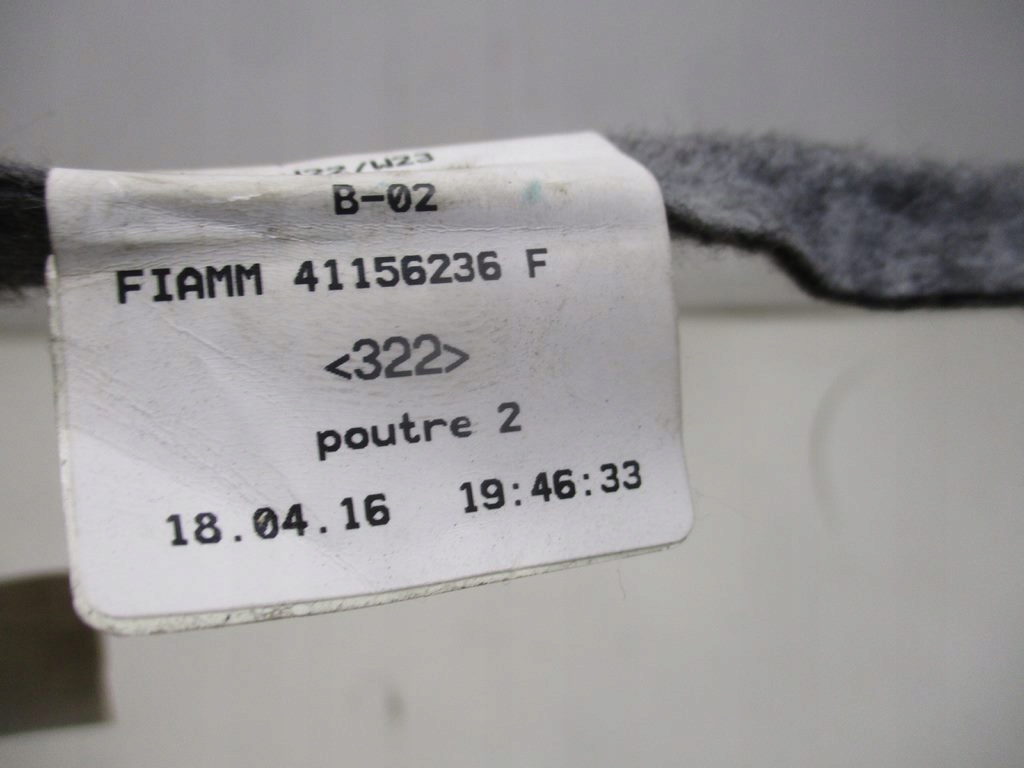 B-02
FIAMM 41156236 F
<322>
poutre 2
18.04.16 19:46:33